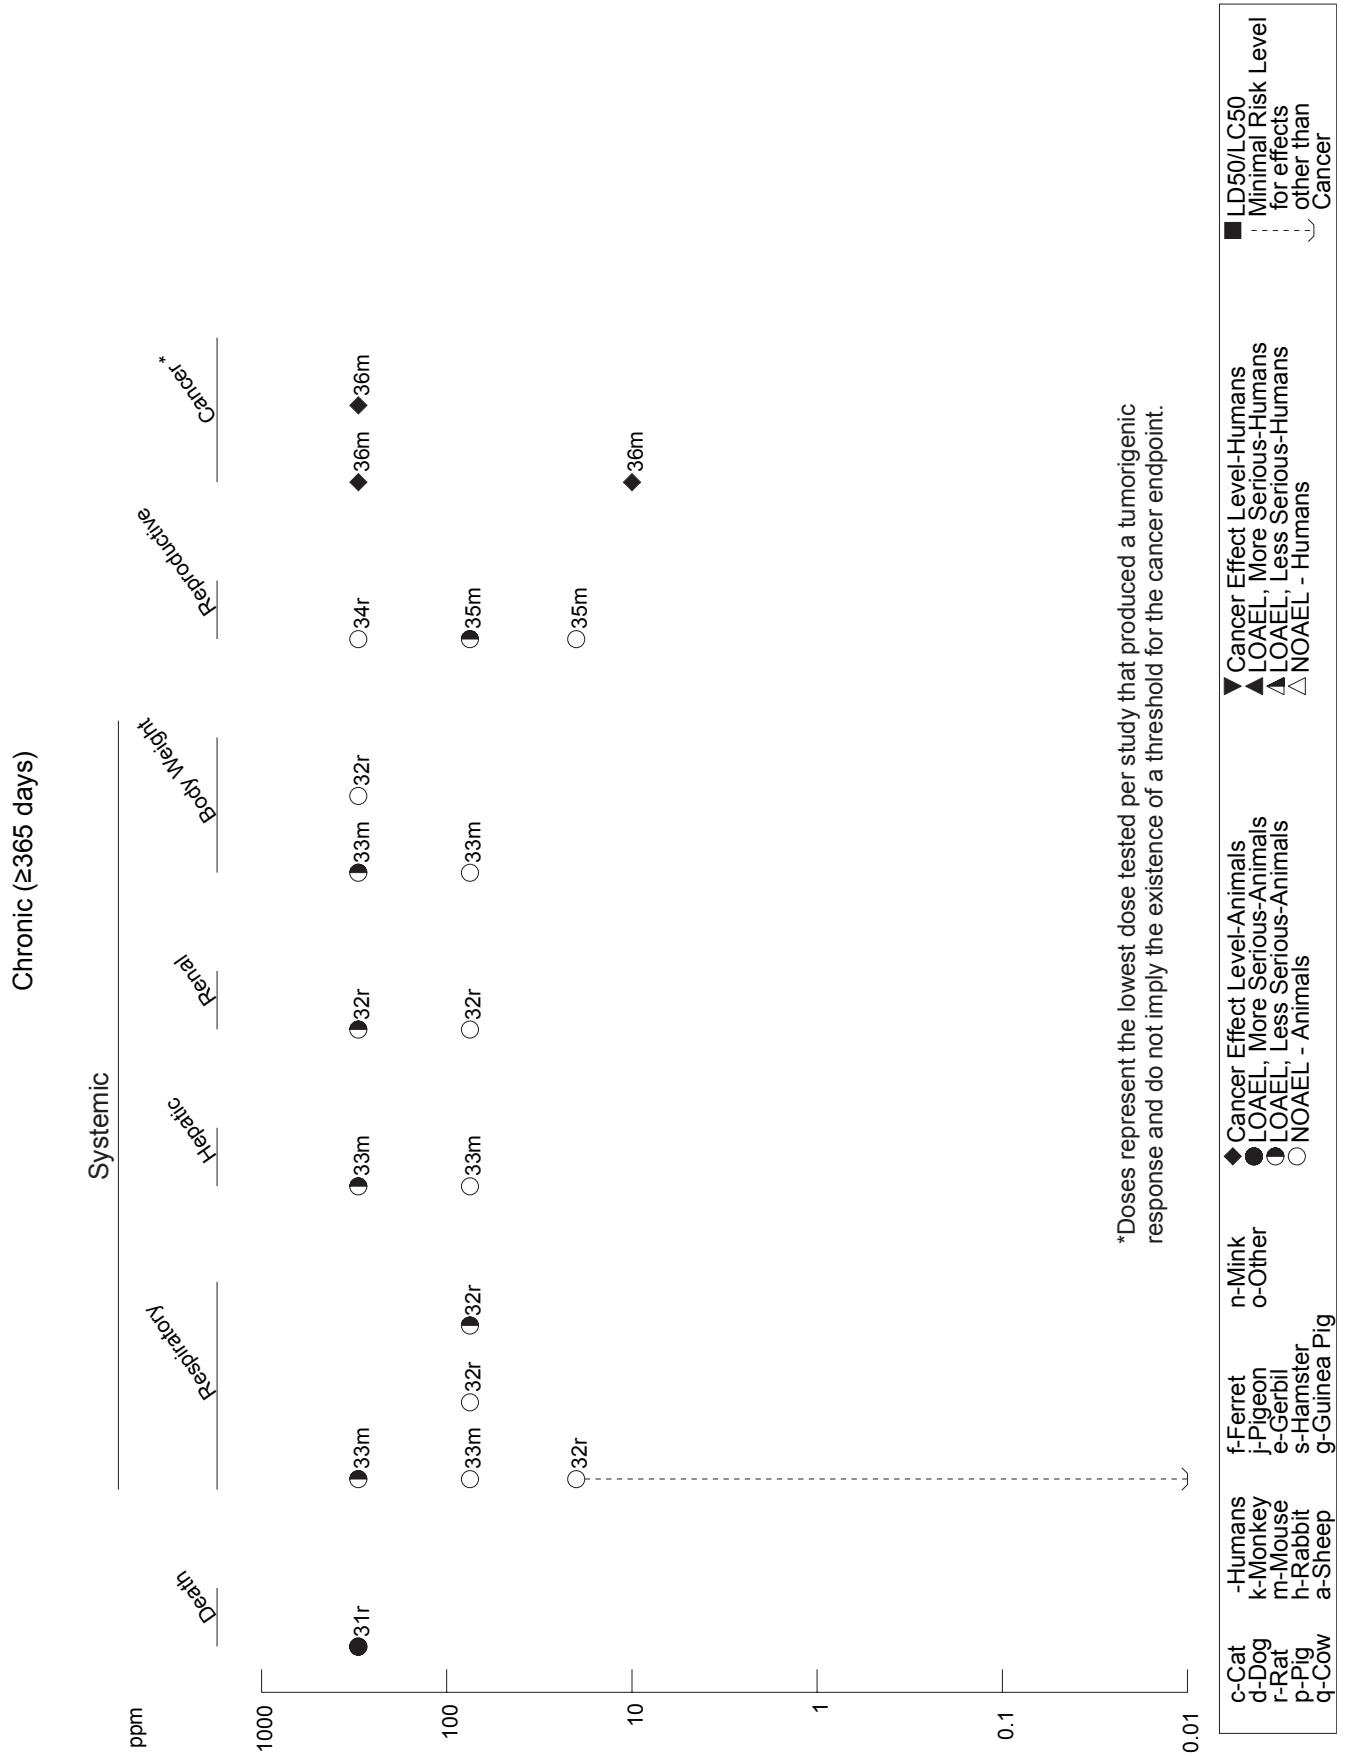 Chronic (≥365 days)
Systemic
ppm
Death
Respiratory
Hepatic
Renal
Body Weight
Reproductive
Cancer *
1000
31r
33m
33m
32r
33m
32r
34r
36m
36m
100
33m
32r
32r
33m
32r
33m
35m
32r
35m
10
36m
1
0.1
0.01
*Doses represent the lowest dose tested per study that produced a tumorigenic
response and do not imply the existence of a threshold for the cancer endpoint.
c-Cat
d-Dog
r-Rat
p-Pig
q-Cow
-Humans
k-Monkey
m-Mouse
h-Rabbit
a-Sheep
f-Ferret
j-Pigeon
e-Gerbil
s-Hamster
g-Guinea Pig
n-Mink
o-Other
Cancer Effect Level-Animals
LOAEL, More Serious-Animals
LOAEL, Less Serious-Animals
NOAEL - Animals
Cancer Effect Level-Humans
LOAEL, More Serious-Humans
LOAEL, Less Serious-Humans
NOAEL - Humans
LD50/LC50
Minimal Risk Level
for effects
other than
Cancer